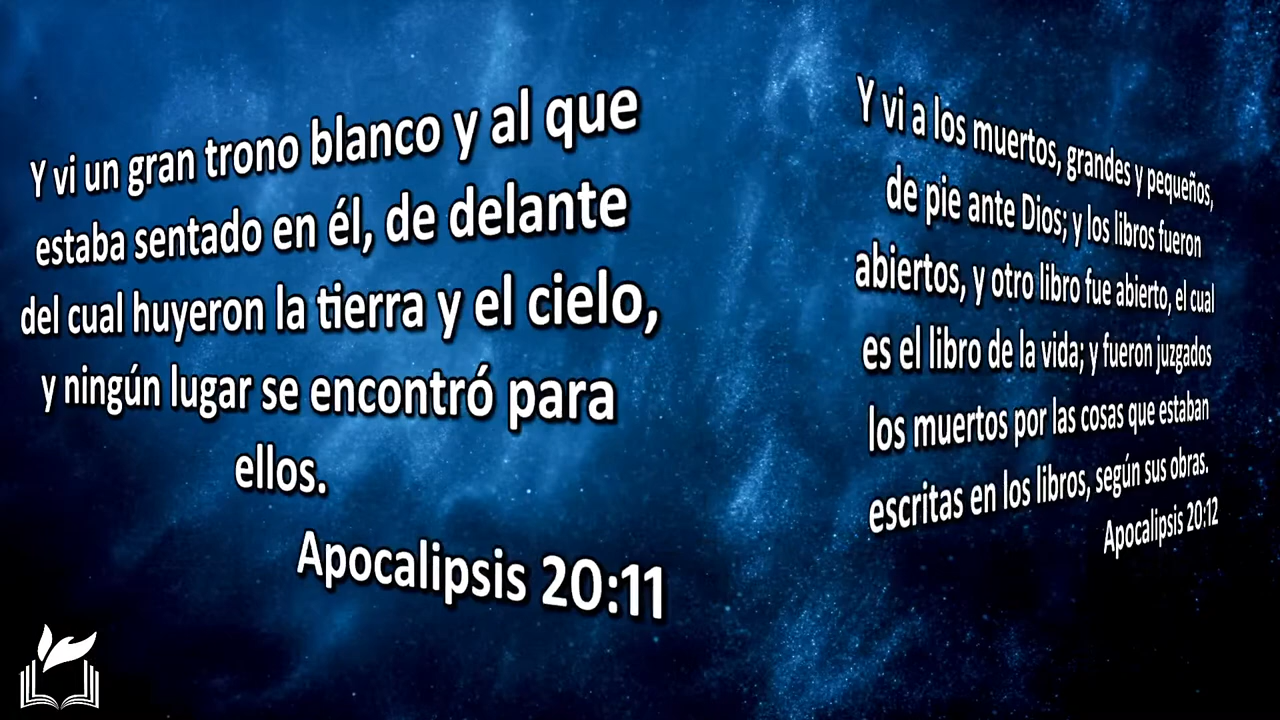 Y vi un gran trono blanco y al que
estaba sentado en él, de delante
del cual huyeron la tierra y el cielo,
y ningún lugar se encontró para
ellos.
Apocalipsis 20:11
Y vi a los muertos, grandes y pequeños,
de pie ante Dios; y los libros fueron
abiertos, y otro libro fue abierto, el cual
es el libro de la vida; y fueron juzgados
los muertos por las cosas que estaban
escritas en los libros, según sus obras.
Apocalipsis 20:12